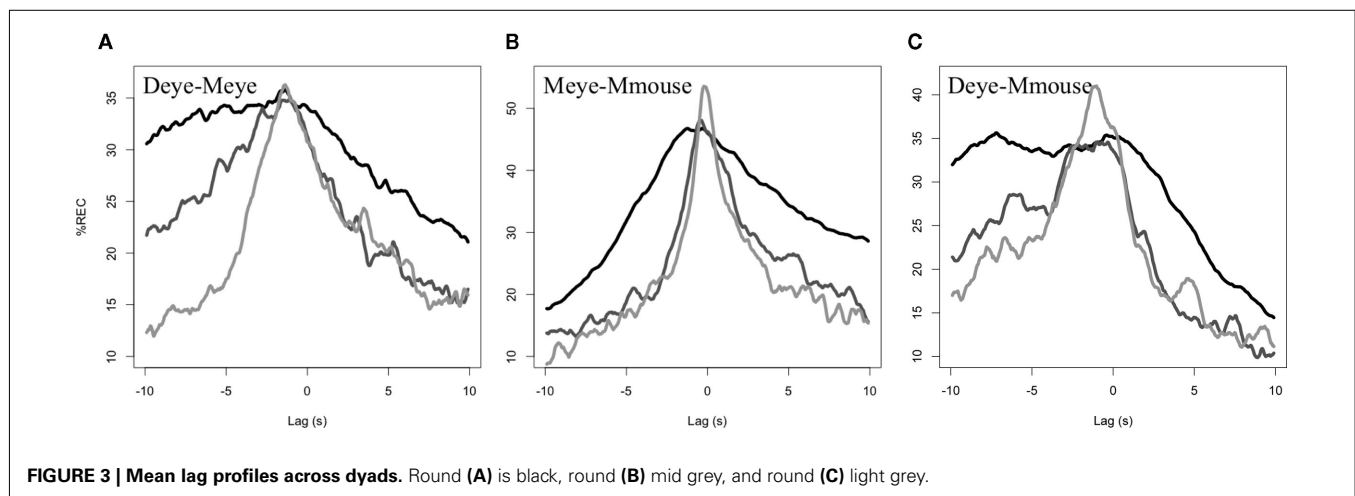 A
B
C
Deye-Meye
Meye-Mmouse
Deye-Mmouse
%REC
35
30
25
20
15
10
50
40
30
20
10
40
35
30
25
20
15
10
-10 -5 0 5 10
-10 -5 0 5 10
-10 -5 0 5 10
Lag (s)
Lag (s)
Lag (s)
FIGURE 3 | Mean lag profiles across dyads. Round (A) is black, round (B) mid grey, and round (C) light grey.